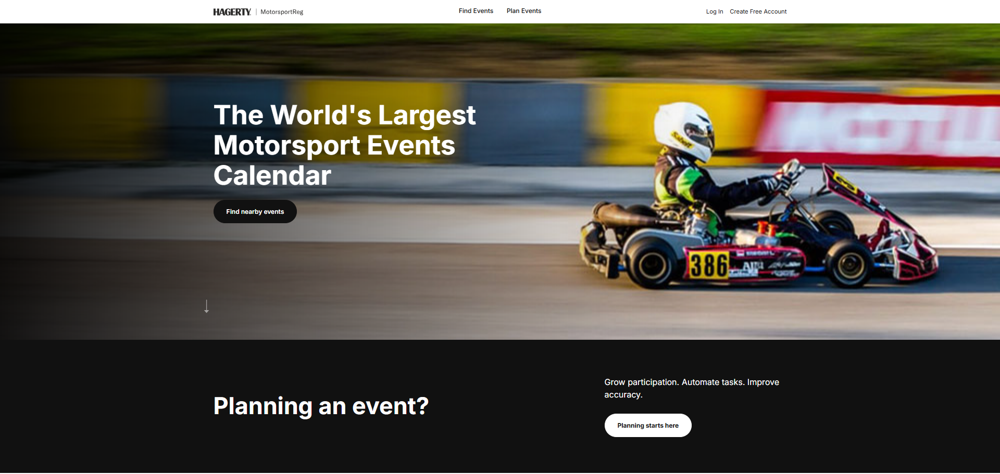 HAGERTY | MotorsportReg
Find Events
Plan Events
Log In
Create Free Account
The World's Largest
Motorsport Events
Calendar
Find nearby events
386
Planning an event?
Grow participation. Automate tasks. Improve
accuracy.
Planning starts here